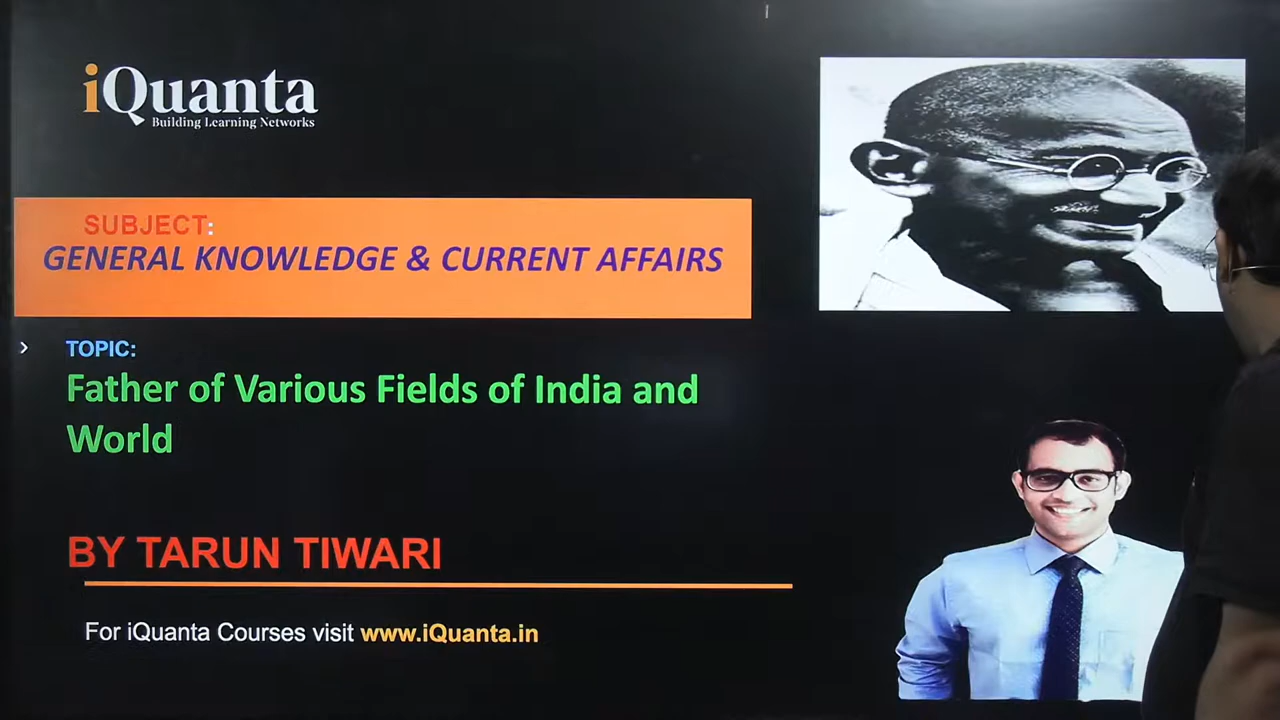 iQuanta
Building Learning Networks
SUBJECT:
GENERAL KNOWLEDGE & CURRENT AFFAIRS
TOPIC:
Father of Various Fields of India and
World
BY TARUN TIWARI
For iQuanta Courses visit www.iQuanta.in